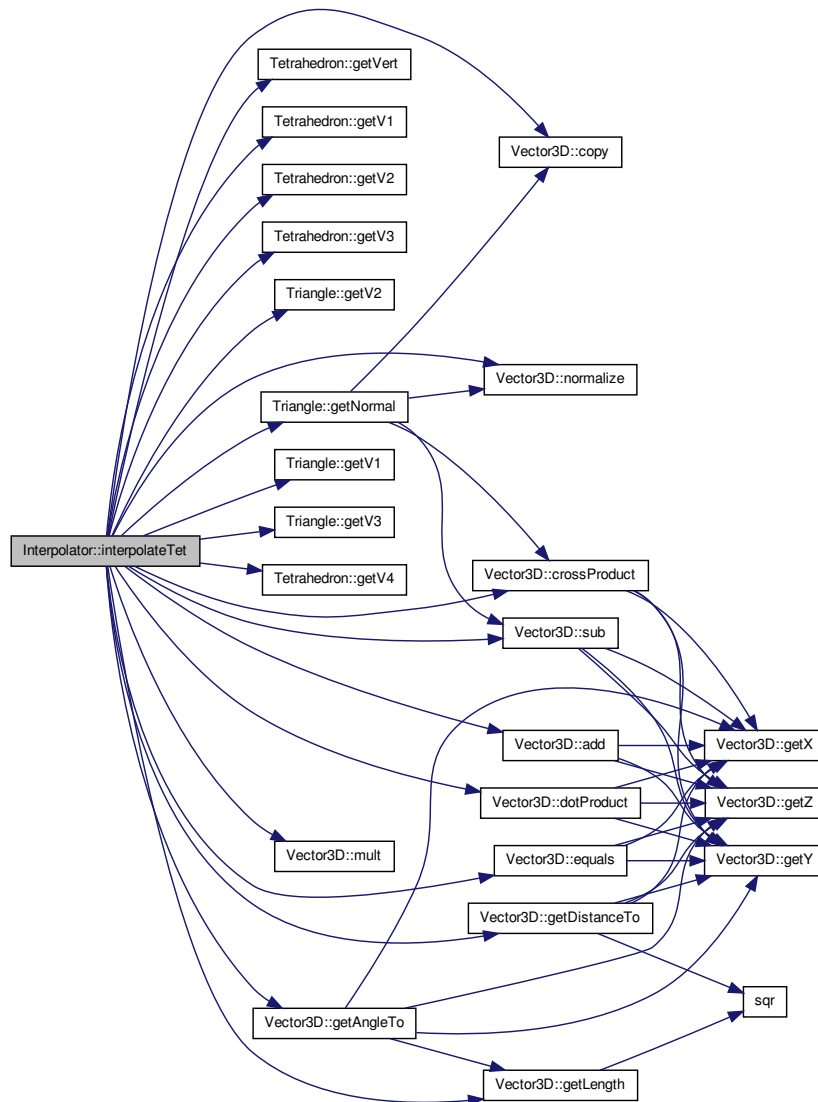 Tetrahedron::getVert
Tetrahedron::getV1
Vector3D::copy
Tetrahedron::getV2
Tetrahedron::getV3
Triangle::getV2
Vector3D::normalize
Triangle::getNormal
Triangle::getV1
Triangle::getV3
Interpolator::interpolateTet
Tetrahedron::getV4
Vector3D::crossProduct
Vector3D::sub
Vector3D::add
Vector3D::getX
Vector3D::dotProduct
Vector3D::getZ
Vector3D::mult
Vector3D::equals
Vector3D::getY
Vector3D::getDistanceTo
sqr
Vector3D::getAngleTo
Vector3D::getLength